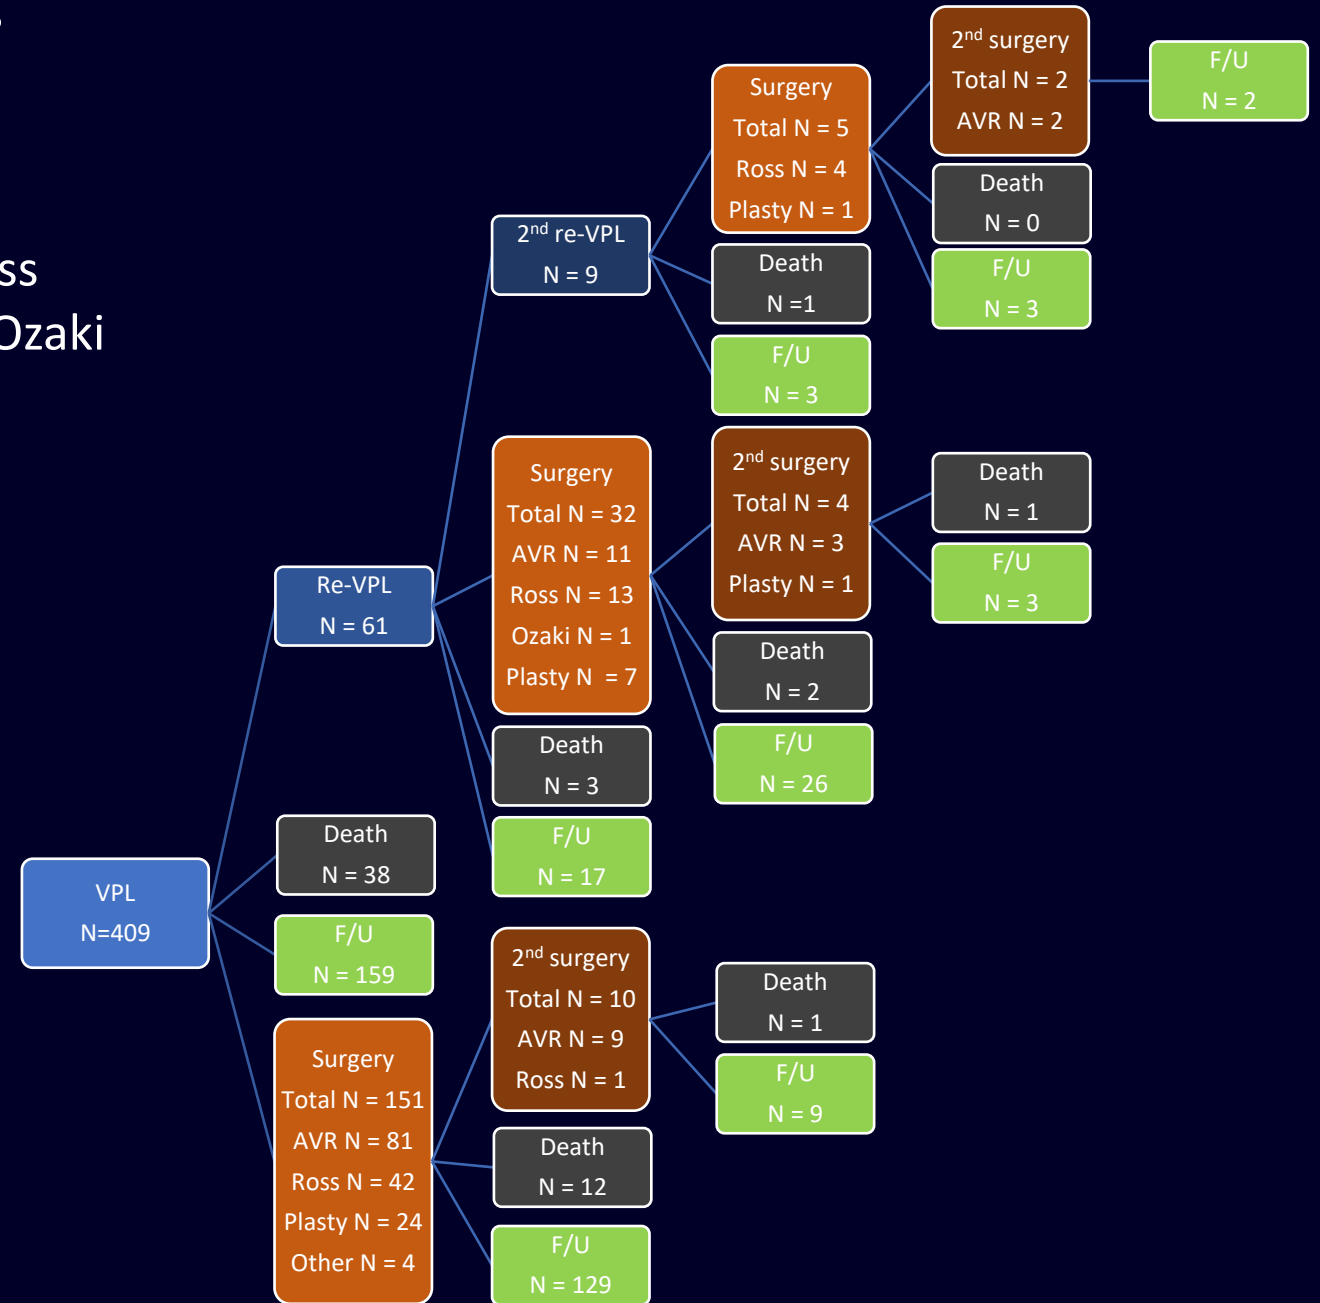 ss
Ozaki
VPL
N=409
Re-VPL
N = 61
Death
N = 38
F/U
N = 159
Surgery
Total N = 151
AVR N = 81
Ross N = 42
Plasty N = 24
Other N = 4
2nd re-VPL
N = 9
Surgery
Total N = 32
AVR N = 11
Ross N = 13
Ozaki N = 1
Plasty N = 7
Death
N = 3
F/U
N = 17
2nd surgery
Total N = 10
AVR N = 9
Ross N = 1
Death
N = 12
F/U
N = 129
Surgery
Total N = 5
Ross N = 4
Plasty N = 1
Death
N =1
F/U
N = 3
2nd surgery
Total N = 4
AVR N = 3
Plasty N = 1
Death
N = 2
F/U
N = 26
Death
N = 1
F/U
N = 9
2nd surgery
Total N = 2
AVR N = 2
Death
N = 0
F/U
N = 3
Death
N = 1
F/U
N = 3
F/U
N = 2